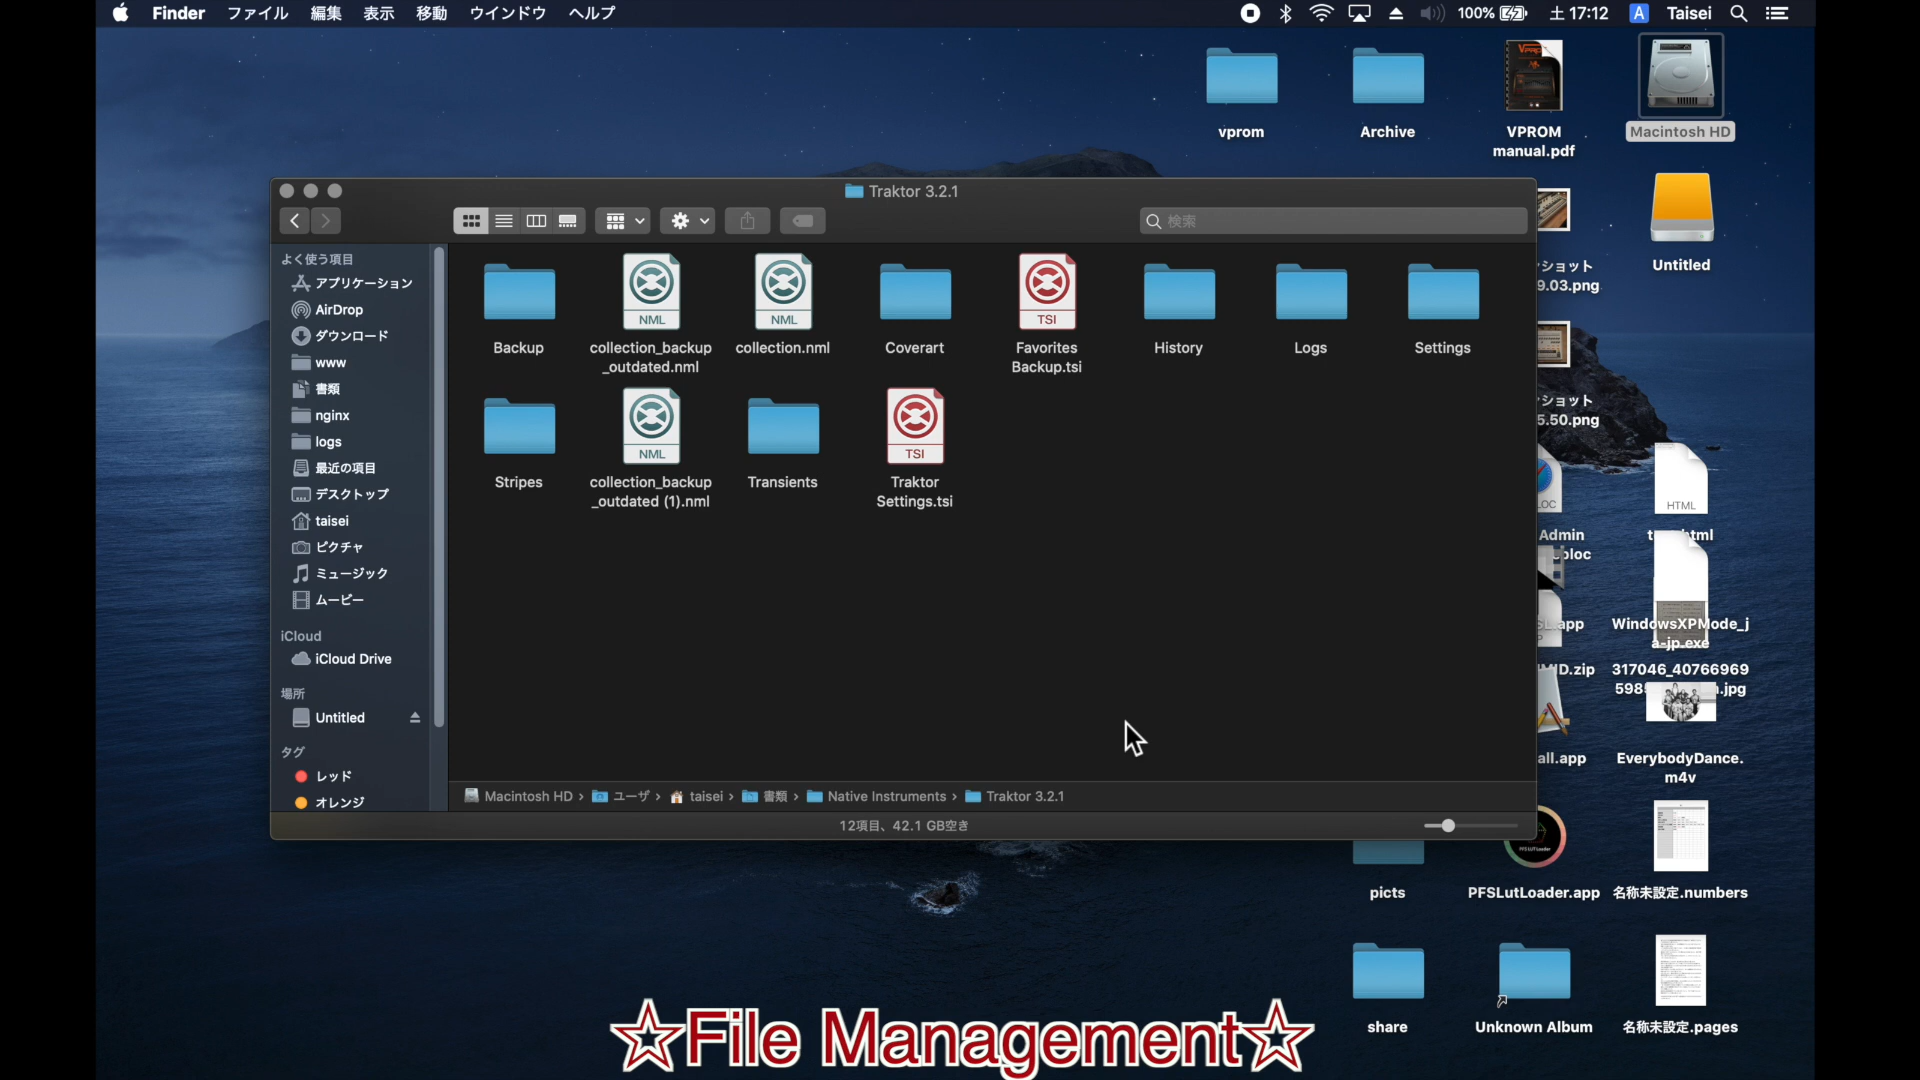 Finder ファイル 編集 表示 移動 ウインドウ ヘルプ 100% 土 17:12 A Taisei
vprom
Archive
VPROM
manual.pdf
Macintosh HD
Untitled
Traktor 3.2.1
検索
よく使う項目
アプリケーション
AirDrop
ダウンロード
www
書類
nginx
logs
最近の項目
デスクトップ
taisei
ピクチャ
ミュージック
ムービー
iCloud
iCloud Drive
場所
Untitled
タグ
レッド
オレンジ
NML
NML
TSI
Backup
collection_backup
_outdated.nml
collection.nml
Coverart
Favorites
Backup.tsi
History
Logs
Settings
NML
TSI
Stripes
collection_backup
_outdated (1).nml
Transients
Traktor
Settings.tsi
Macintosh HD › ユーザ › taisei › 書類 › Native Instruments › Traktor 3.2.1
12項目、42.1 GB空き
ショット
9.03.png
ショット
5.50.png
HTML
Admin
WindowsXPMode_j
a-jp.exe
317046_40766969
.jpg
.app
D.zip
all.app
EverybodyDance.
m4v
picts
PFSLutLoader.app
名称未設定.numbers
share
Unknown Album
名称未設定.pages
☆File Management☆